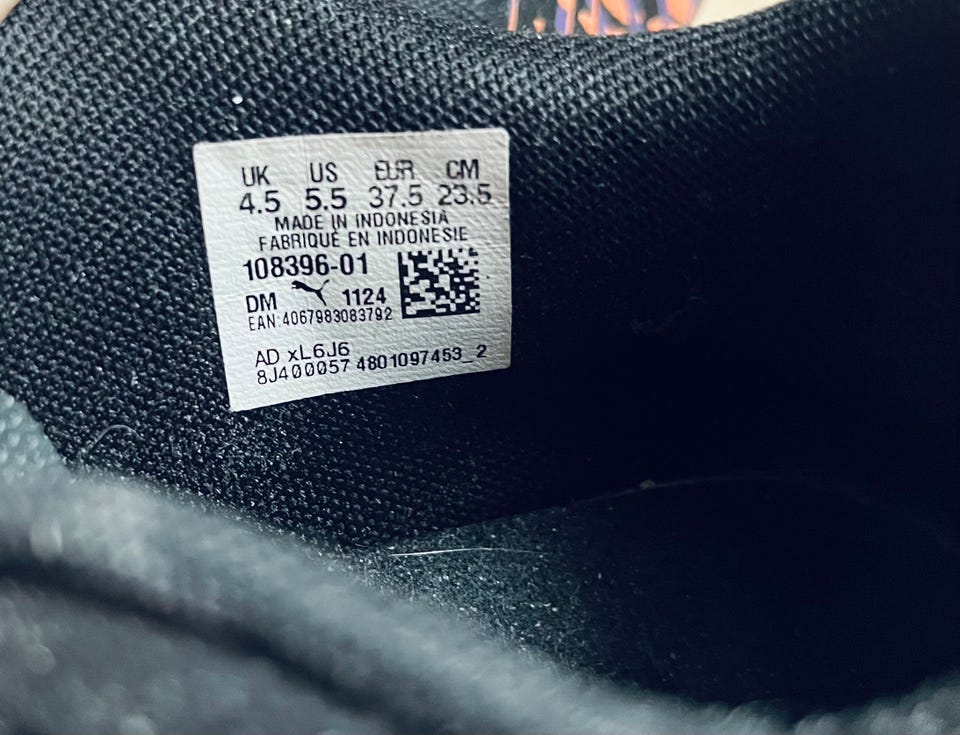 UK US EUR CM
4.5 5.5 37.5 23.5
MADE IN INDONESIA
FABRIQUÉ EN INDONESIE
108396-01
DM 1124
EAN:4067983083792
AD xL6J6
8J400057 4801097453_2